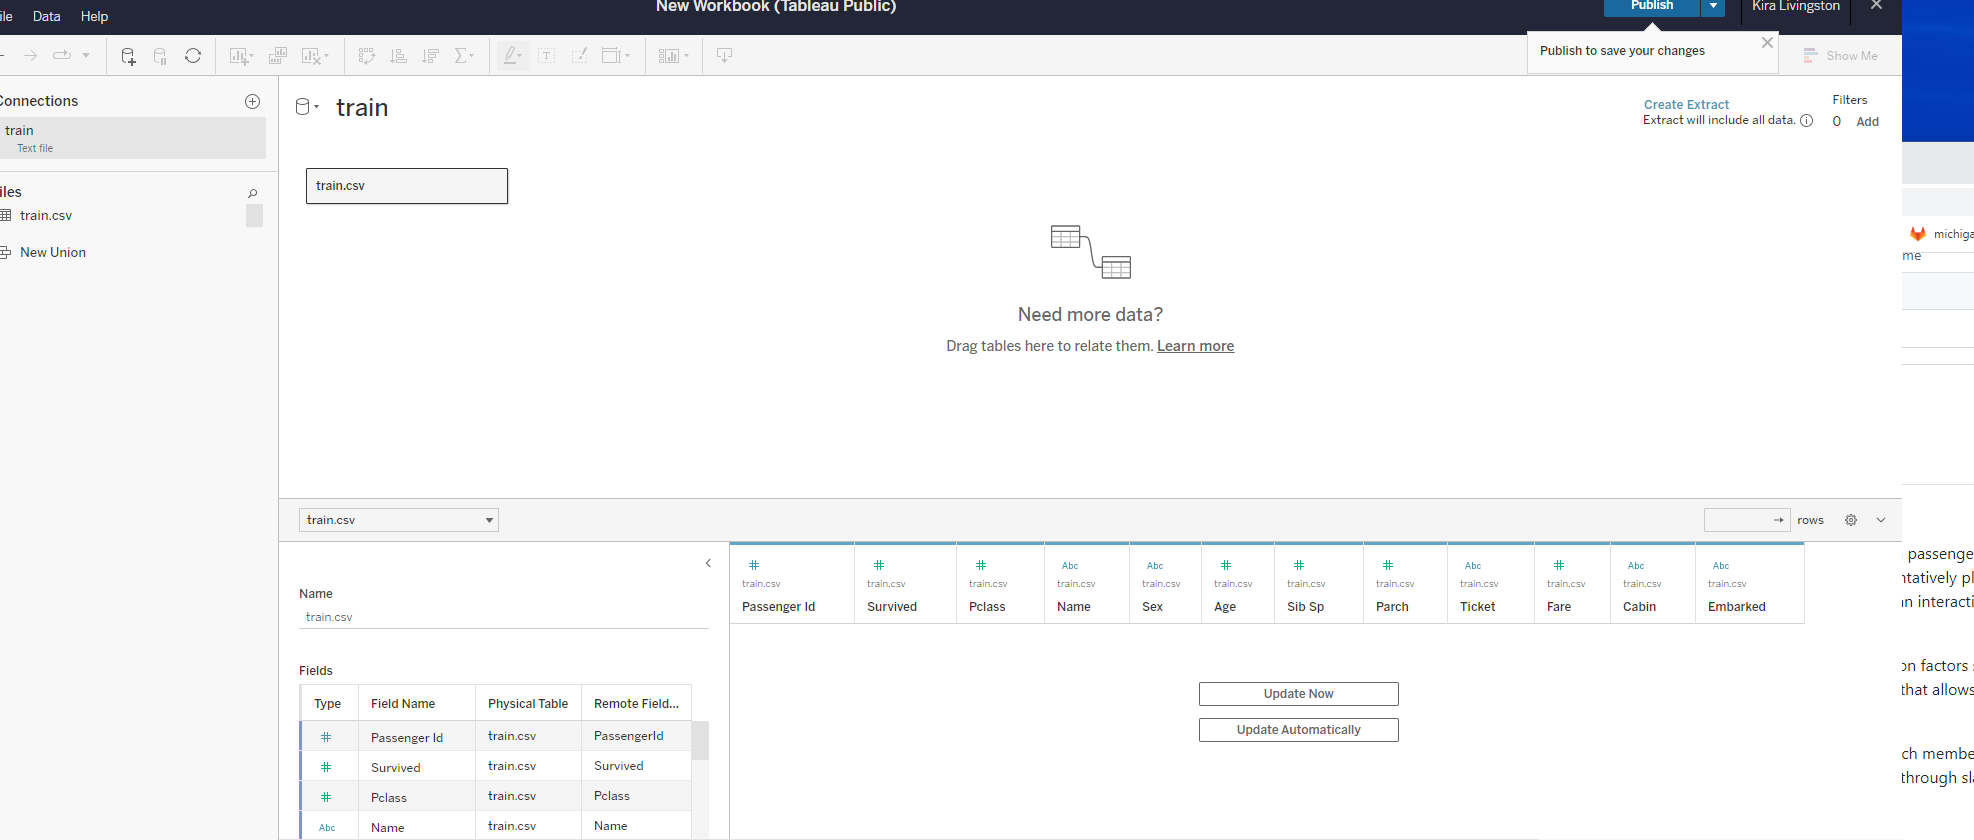 New Workbook (Tableau Public)
Publish
Kira Livingston
Data
Help
Publish to save your changes
Show Me
Connections
train
Text file
train
Create Extract
Extract will include all data.
Filters
0 Add
train.csv
train.csv
New Union
Need more data?
Drag tables here to relate them. Learn more
michiga
me
train.csv
rows
Name
train.csv
Fields
Type Field Name Physical Table Remote Field...
Passenger Id train.csv PassengerId
Survived train.csv Survived
Pclass train.csv Pclass
Abc Name train.csv Name
Abc Abc Abc Abc Abc
train.csv train.csv train.csv train.csv train.csv train.csv train.csv train.csv train.csv train.csv train.csv train.csv
Passenger Id Survived Pclass Name Sex Age Sib Sp Parch Ticket Fare Cabin Embarked
Update Now
Update Automatically
passenge
ntatively pl
an interacti
on factors
that allows
ch membe
through sla